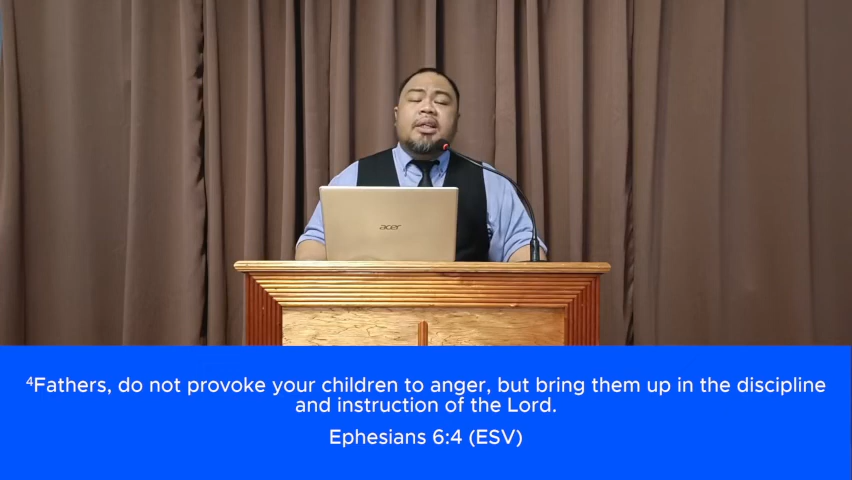 acer
⁴Fathers, do not provoke your children to anger, but bring them up in the discipline
and instruction of the Lord.
Ephesians 6:4 (ESV)